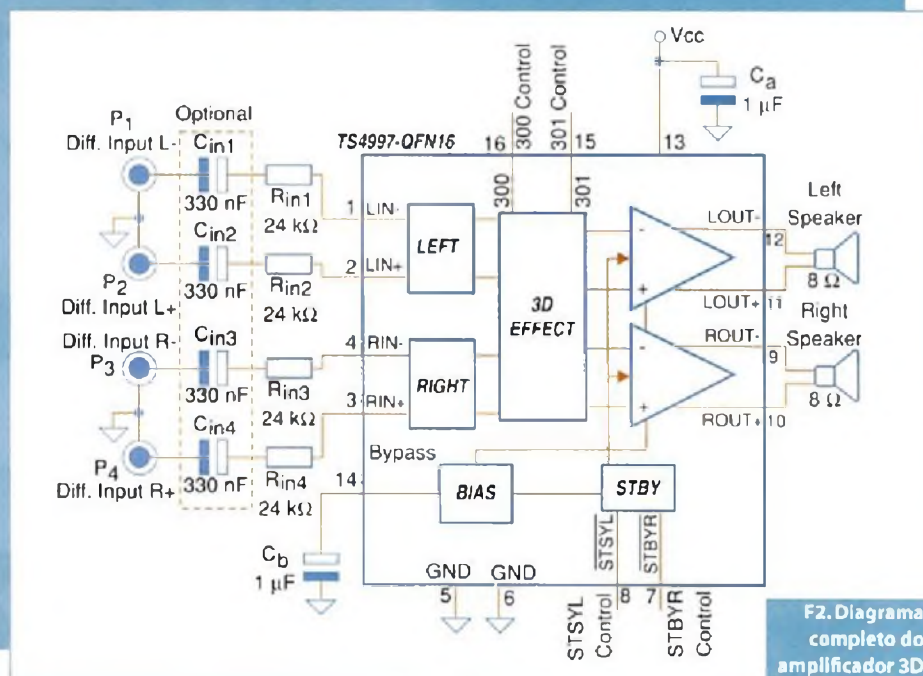 Vcc
Ca
1 µF
300 Control
301 Control
Optional
P1
Diff. Input L-
Cin1
330 nF
Rin1
24 kΩ
TS4997-QFN16
16
15
13
300
301
1
LIN-
LEFT
Cin2
330 nF
Rin2
24 kΩ
2
LIN+
P2
Diff. Input L+
3D
EFFECT
-
+
LOUT-
12
Left
Speaker
8 Ω
LOUT+
11
Diff. Input R-
P3
Cin3
330 nF
Rin3
24 kΩ
4
RIN-
RIGHT
3
RIN+
-
+
ROUT-
9
Right
Speaker
8 Ω
ROUT+
10
Cin4
330 nF
Rin4
24 kΩ
P4
Diff. Input R+
Bypass
14
BIAS
STBY
Cb
1 µF
GND
5
GND
6
STSYL
STBYR
8
7
STSYL
Control
STBYR
Control
F2. Diagrama
completo do
amplificador 3D